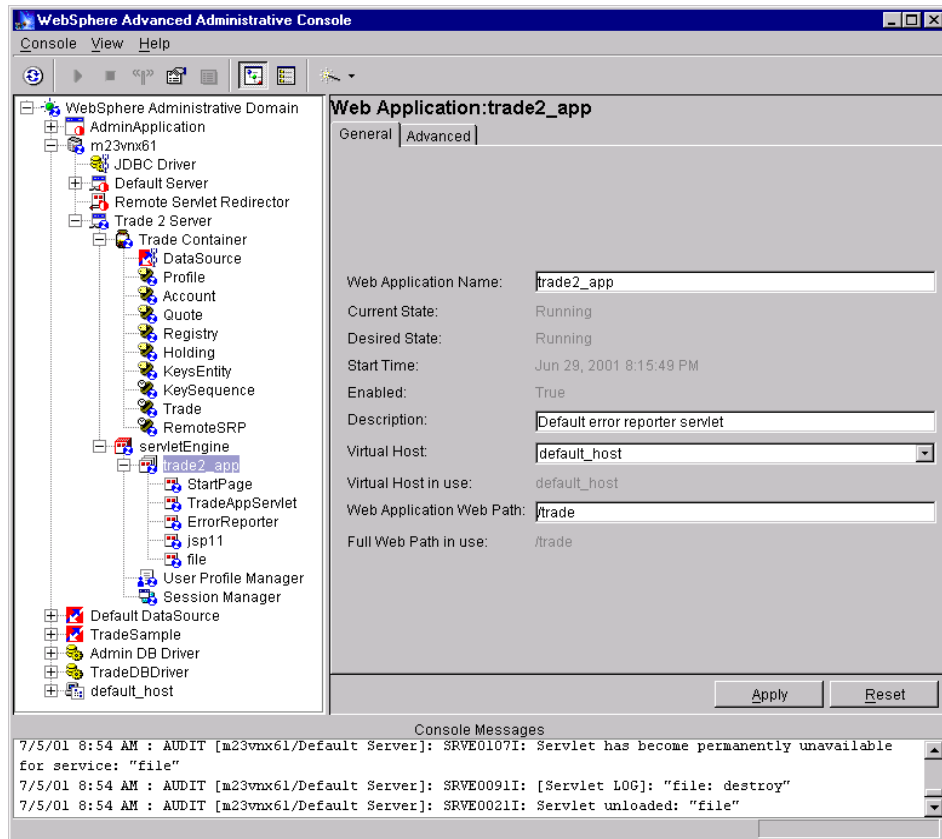 WebSphere Advanced Administrative Console
Console View Help
WebSphere Administrative Domain
AdminApplication
m23vnx61
JDBC Driver
Default Server
Remote Servlet Redirector
Trade 2 Server
Trade Container
DataSource
Profile
Account
Quote
Registry
Holding
KeysEntity
KeySequence
Trade
RemoteSRP
servletEngine
trade2_app
StartPage
TradeAppServlet
ErrorReporter
jsp11
file
User Profile Manager
Session Manager
Default DataSource
TradeSample
Admin DB Driver
TradeDBDriver
default_host
Web Application:trade2_app
General Advanced
Web Application Name: trade2_app
Current State: Running
Desired State: Running
Start Time: Jun 29, 2001 8:15:49 PM
Enabled: True
Description: Default error reporter servlet
Virtual Host: default_host
Virtual Host in use: default_host
Web Application Web Path: /trade
Full Web Path in use: /trade
Apply Reset
Console Messages
7/5/01 8:54 AM : AUDIT [m23vnx61/Default Server]: SRVE0107I: Servlet has become permanently unavailable
for service: "file"
7/5/01 8:54 AM : AUDIT [m23vnx61/Default Server]: SRVE0091I: [Servlet LOG]: "file: destroy"
7/5/01 8:54 AM : AUDIT [m23vnx61/Default Server]: SRVE0021I: Servlet unloaded: "file"